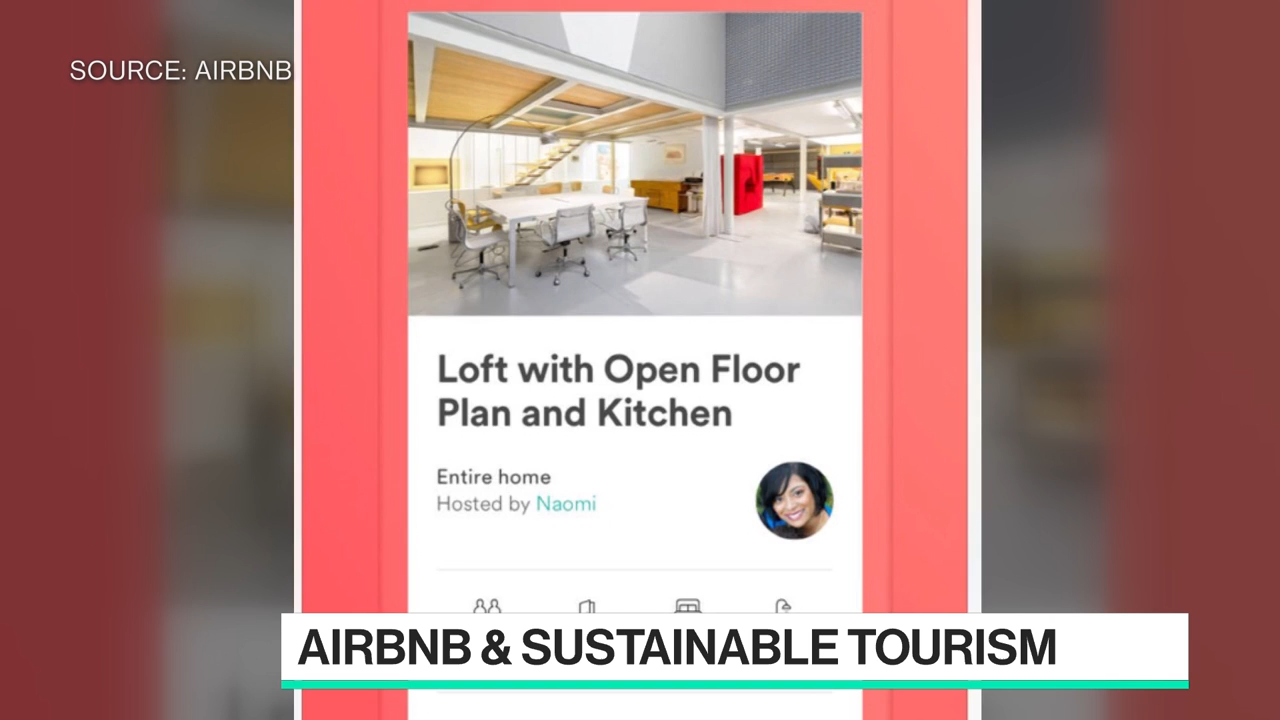 SOURCE: AIRBNB
Loft with Open Floor
Plan and Kitchen
Entire home
Hosted by Naomi
AIRBNB & SUSTAINABLE TOURISM